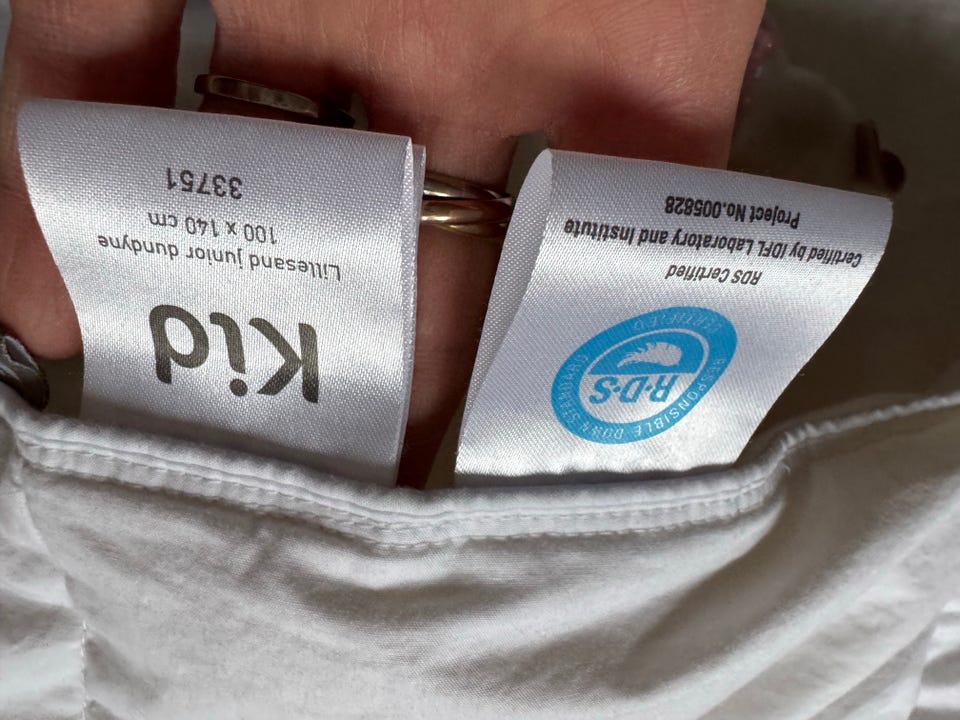 Kid
Lillesand junior dundyne
100 x 140 cm
33751
RESPONSIBLE DOWN STANDARD
R·D·S
CERTIFIED
RDS Certified
Certified by IDFL Laboratory and Institute
Project No.005828